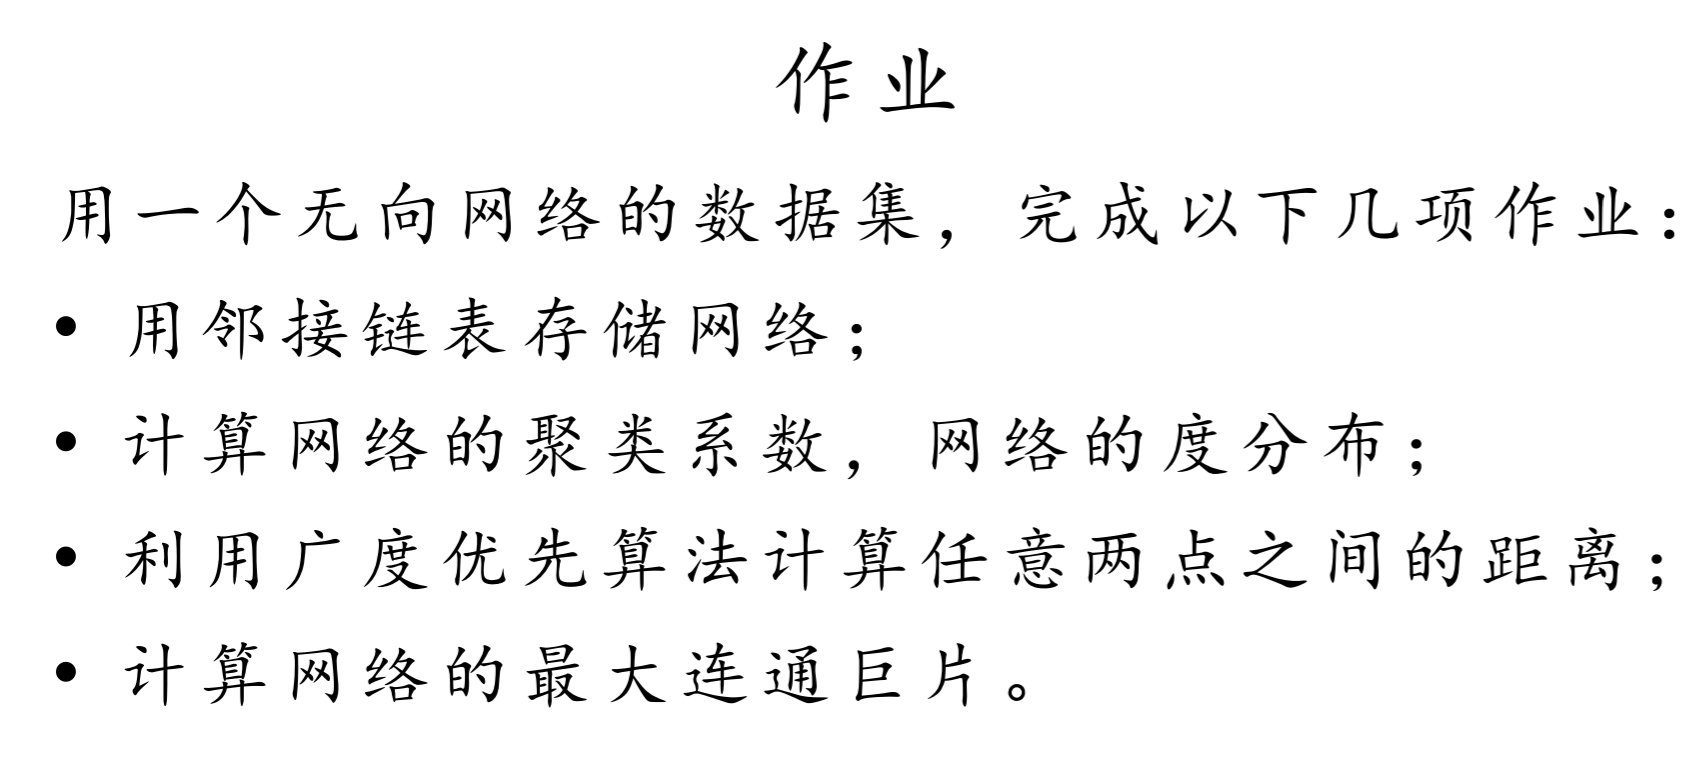 作业
用一个无向网络的数据集，完成以下几项作业：
• 用邻接链表存储网络；
• 计算网络的聚类系数，网络的度分布；
• 利用广度优先算法计算任意两点之间的距离；
• 计算网络的最大连通巨片。